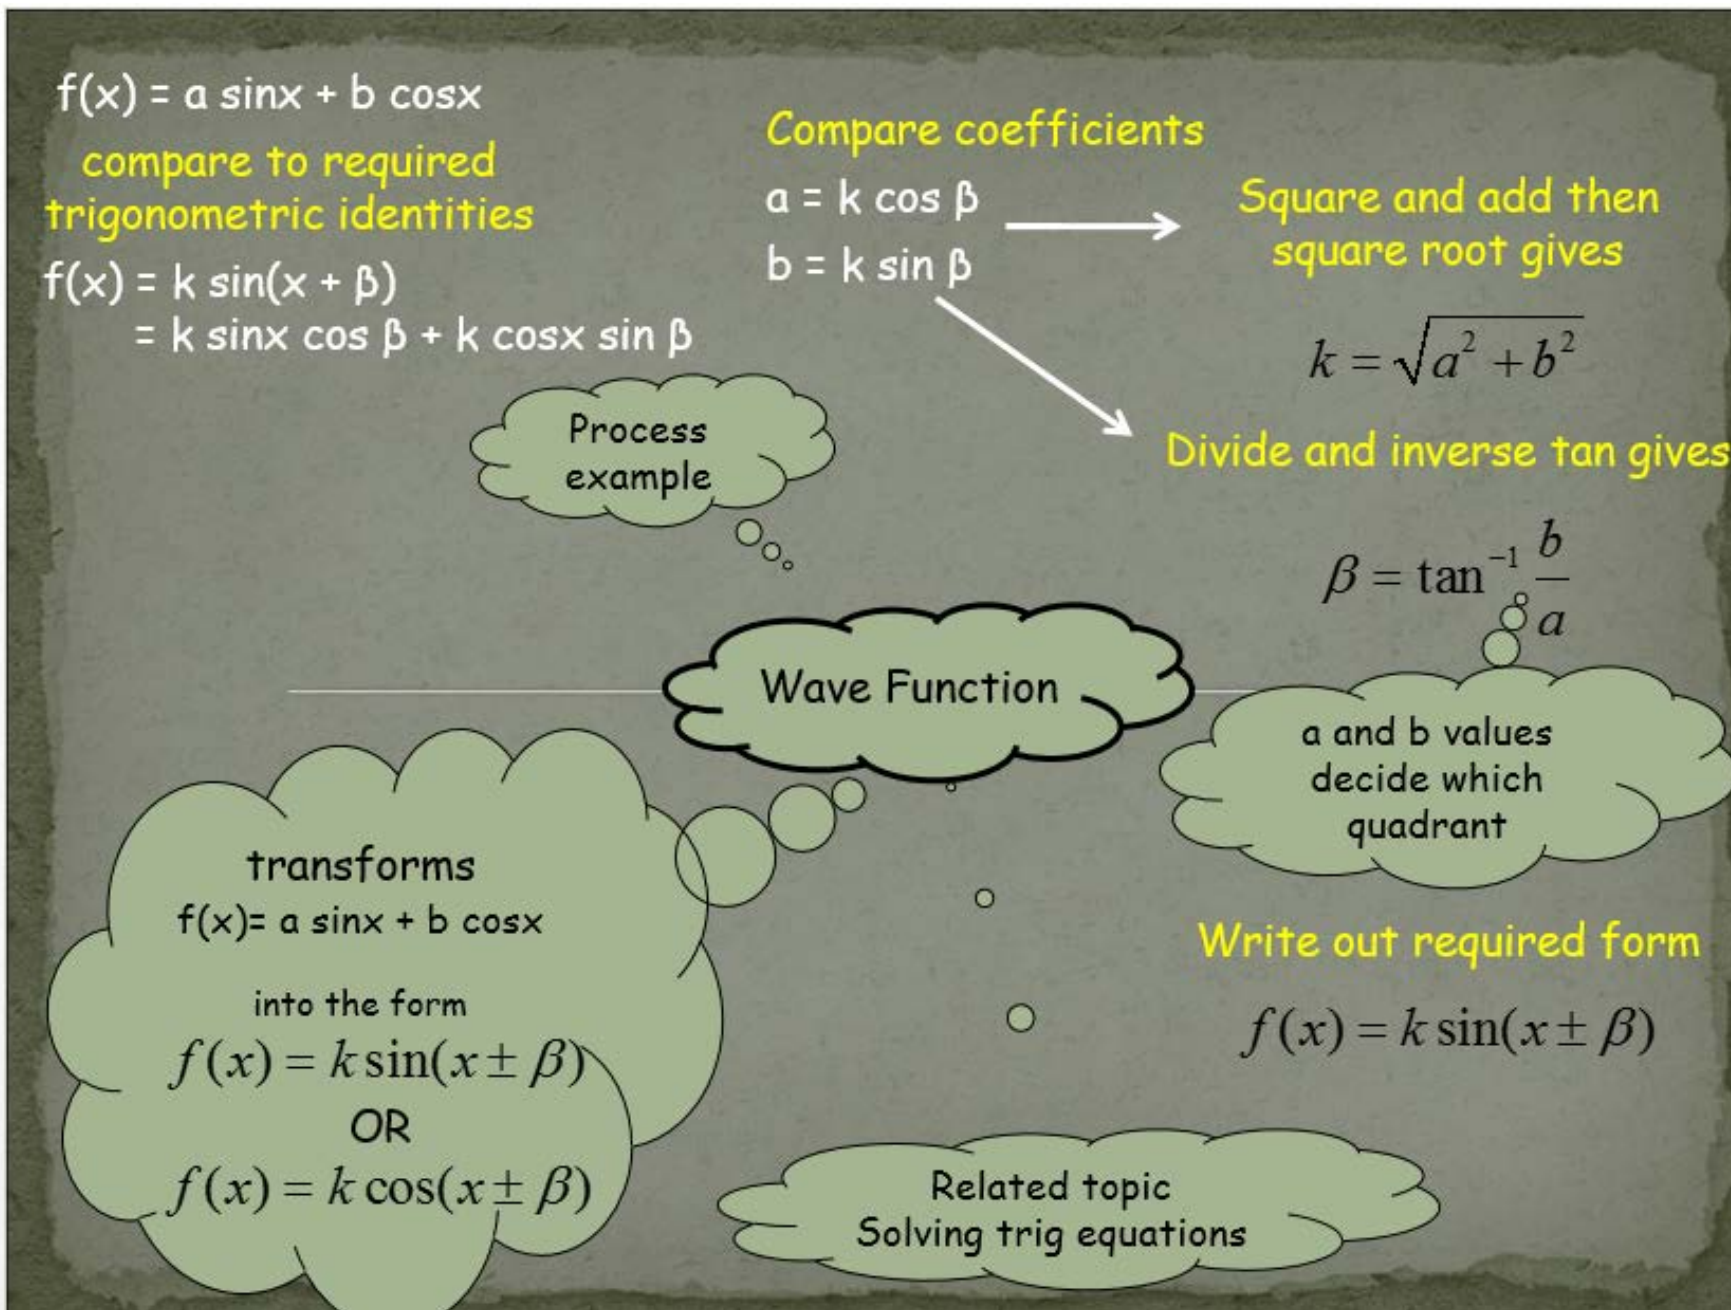 f(x) = a sinx + b cosx
compare to required
trigonometric identities
f(x) = k sin(x + β)
= k sinx cos β + k cosx sin β
Compare coefficients
a = k cos β
b = k sin β
Square and add then
square root gives
k = √(a² + b²)
Divide and inverse tan gives
β = tan⁻¹ b/a
Process
example
Wave Function
a and b values
decide which
quadrant
transforms
f(x)= a sinx + b cosx
into the form
f(x) = k sin(x ± β)
OR
f(x) = k cos(x ± β)
Write out required form
f(x) = k sin(x ± β)
Related topic
Solving trig equations